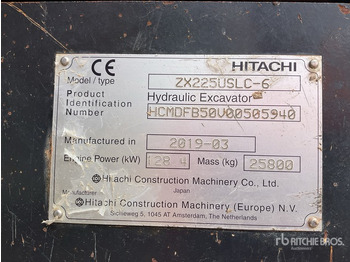 CE HITACHI
Model/type ZX225USLC-6
Product Hydraulic Excavator
Identification
Number HCMDFB50V00505940
Manufactured in 2019-03
Engine Power (kW) 128.4 Mass (kg) 25800
Hitachi Construction Machinery Co., Ltd.
Japan
Hitachi Construction Machinery (Europe) N.V.
Sicilieweg 5, 1045 AT Amsterdam, The Netherlands
rb RITCHIE BROS.